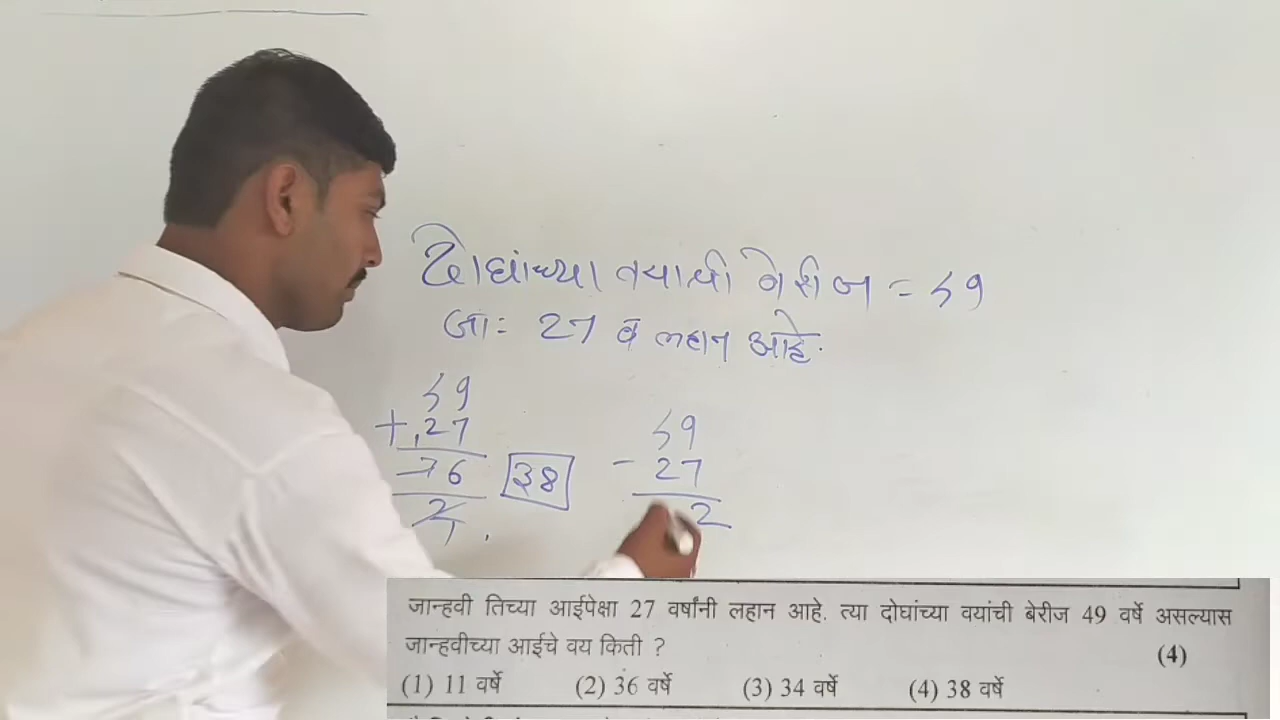 दोघांच्या वयाची बेरीज = 49
जा: 27 व लहान आहे.
49
+ 27
76
2
38
49
- 27
2
जान्हवी तिच्या आईपेक्षा 27 वर्षांनी लहान आहे. त्या दोघांच्या वयांची बेरीज 49 वर्षे असल्यास
जान्हवीच्या आईचे वय किती ?
(4)
(1) 11 वर्षे (2) 36 वर्षे (3) 34 वर्षे (4) 38 वर्षे